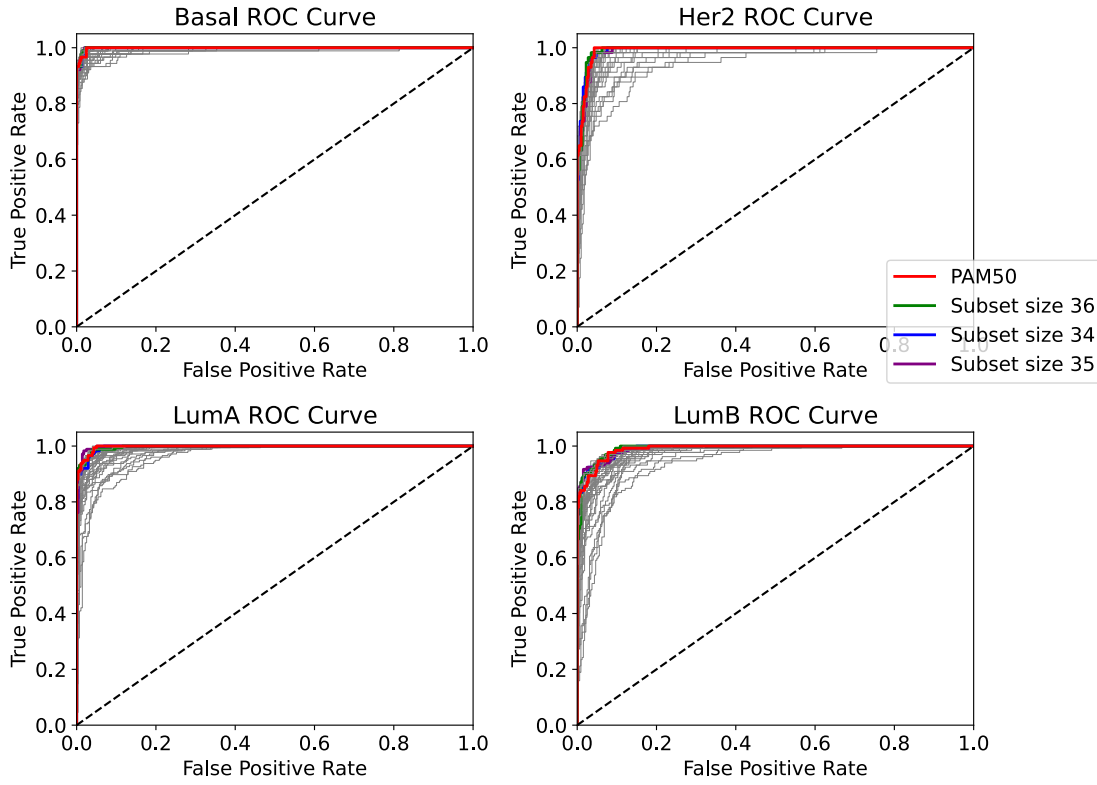 Basal ROC Curve
1.0
0.8
0.6
0.4
0.2
0.0
True Positive Rate
0.0 0.2 0.4 0.6 0.8 1.0
False Positive Rate
Her2 ROC Curve
1.0
0.8
0.6
0.4
0.2
0.0
True Positive Rate
0.0 0.2 0.4 0.6 0.8 1.0
False Positive Rate
PAM50
Subset size 36
Subset size 34
Subset size 35
LumA ROC Curve
1.0
0.8
0.6
0.4
0.2
0.0
True Positive Rate
0.0 0.2 0.4 0.6 0.8 1.0
False Positive Rate
LumB ROC Curve
1.0
0.8
0.6
0.4
0.2
0.0
True Positive Rate
0.0 0.2 0.4 0.6 0.8 1.0
False Positive Rate